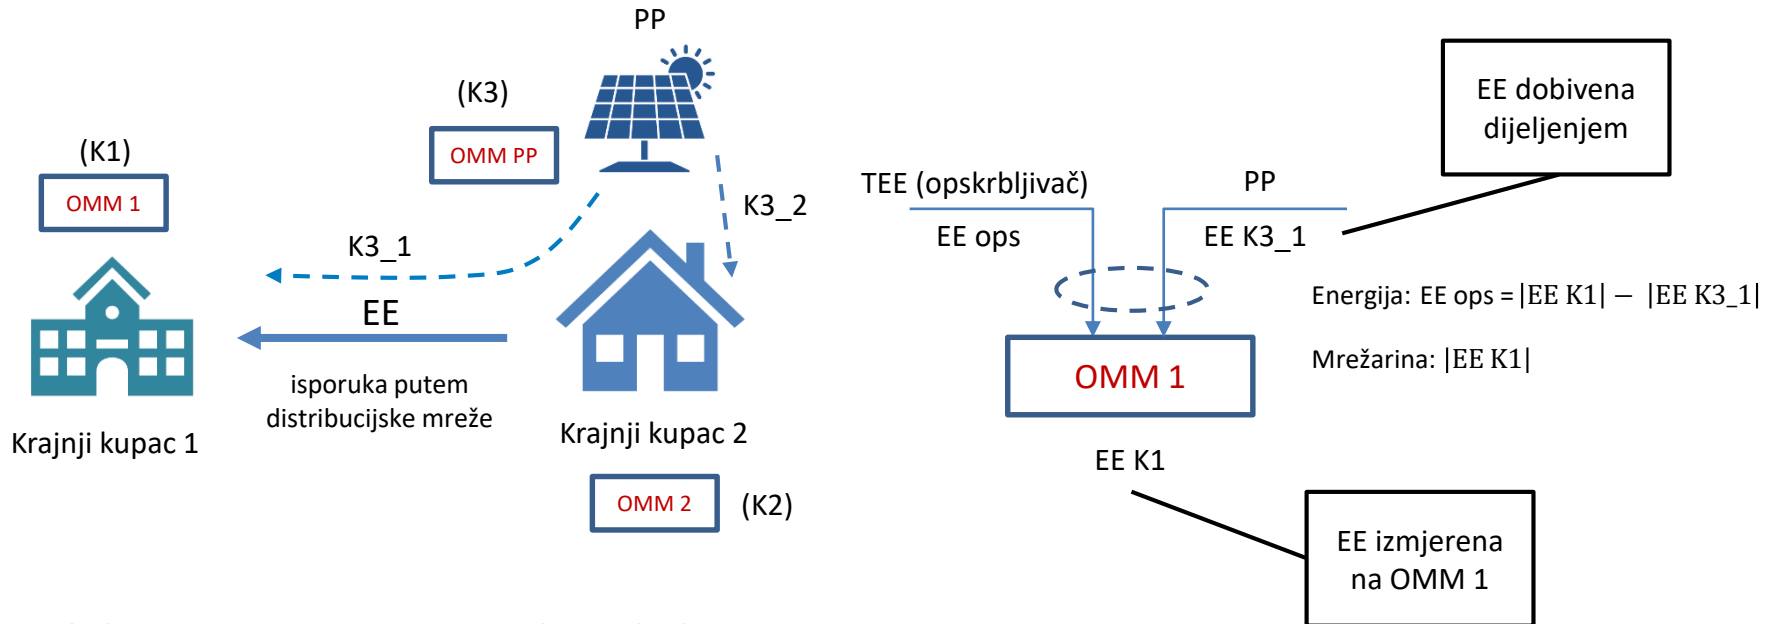 PP
(K3)
OMM PP
(K1)
OMM 1
K3_2
K3_1
EE
isporuka putem
distribucijske mreže
Krajnji kupac 1
Krajnji kupac 2
OMM 2
(K2)
EE dobivena
dijeljenjem
TEE (opskrbljivač)
PP
EE ops
EE K3_1
Energija: EE ops = |EE K1| − |EE K3_1|
Mrežarina: |EE K1|
OMM 1
EE K1
EE izmjerena
na OMM 1